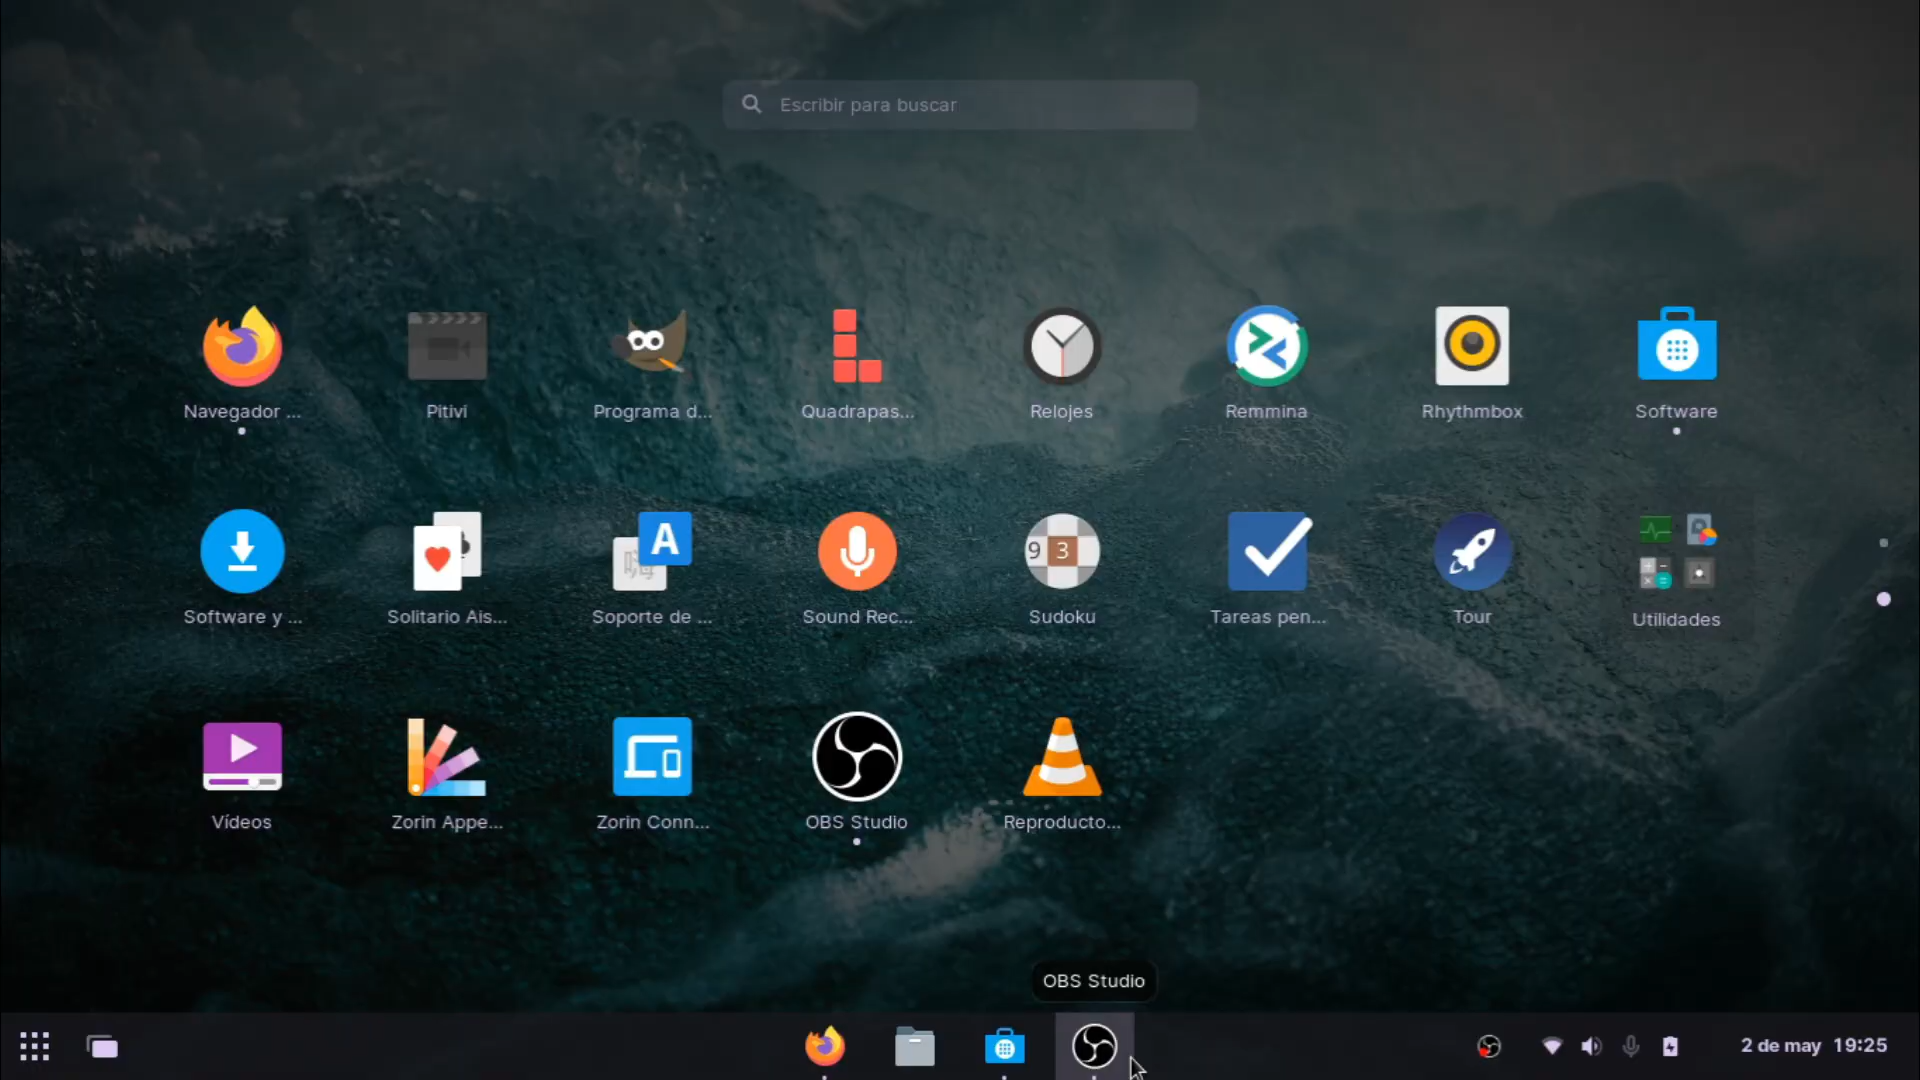 Escribir para buscar
Navegador ...
Pitivi
Programa d...
Quadrapas...
Relojes
Remmina
Rhythmbox
Software
9 3
嗨 A
Software y ...
Solitario Ais...
Soporte de ...
Sound Rec...
Sudoku
Tareas pen...
Tour
Utilidades
Vídeos
Zorin Appe...
Zorin Conn...
OBS Studio
Reproducto...
OBS Studio
2 de may 19:25